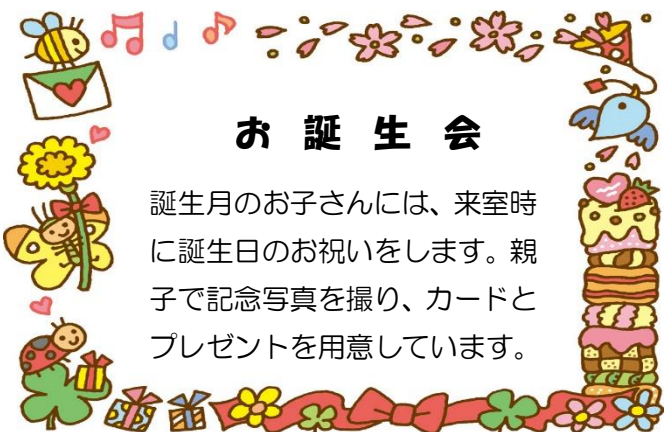 お 誕 生 会
誕生月のお子さんには、来室時
に誕生日のお祝いをします。親
子で記念写真を撮り、カードと
プレゼントを用意しています。